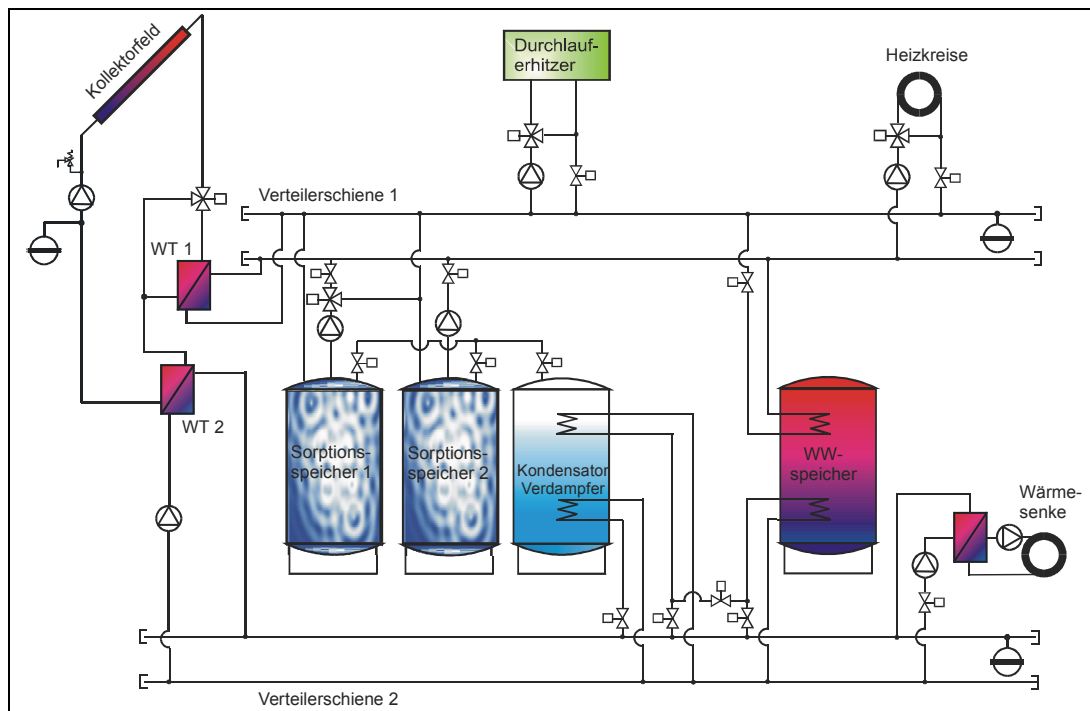 Kollektorfeld
Durchlauf-
erhitzer
Heizkreise
Verteilerschiene 1
WT 1
WT 2
Sorptions-
speicher 1
Sorptions-
speicher 2
Kondensator
Verdampfer
WW-
speicher
Wärme-
senke
Verteilerschiene 2